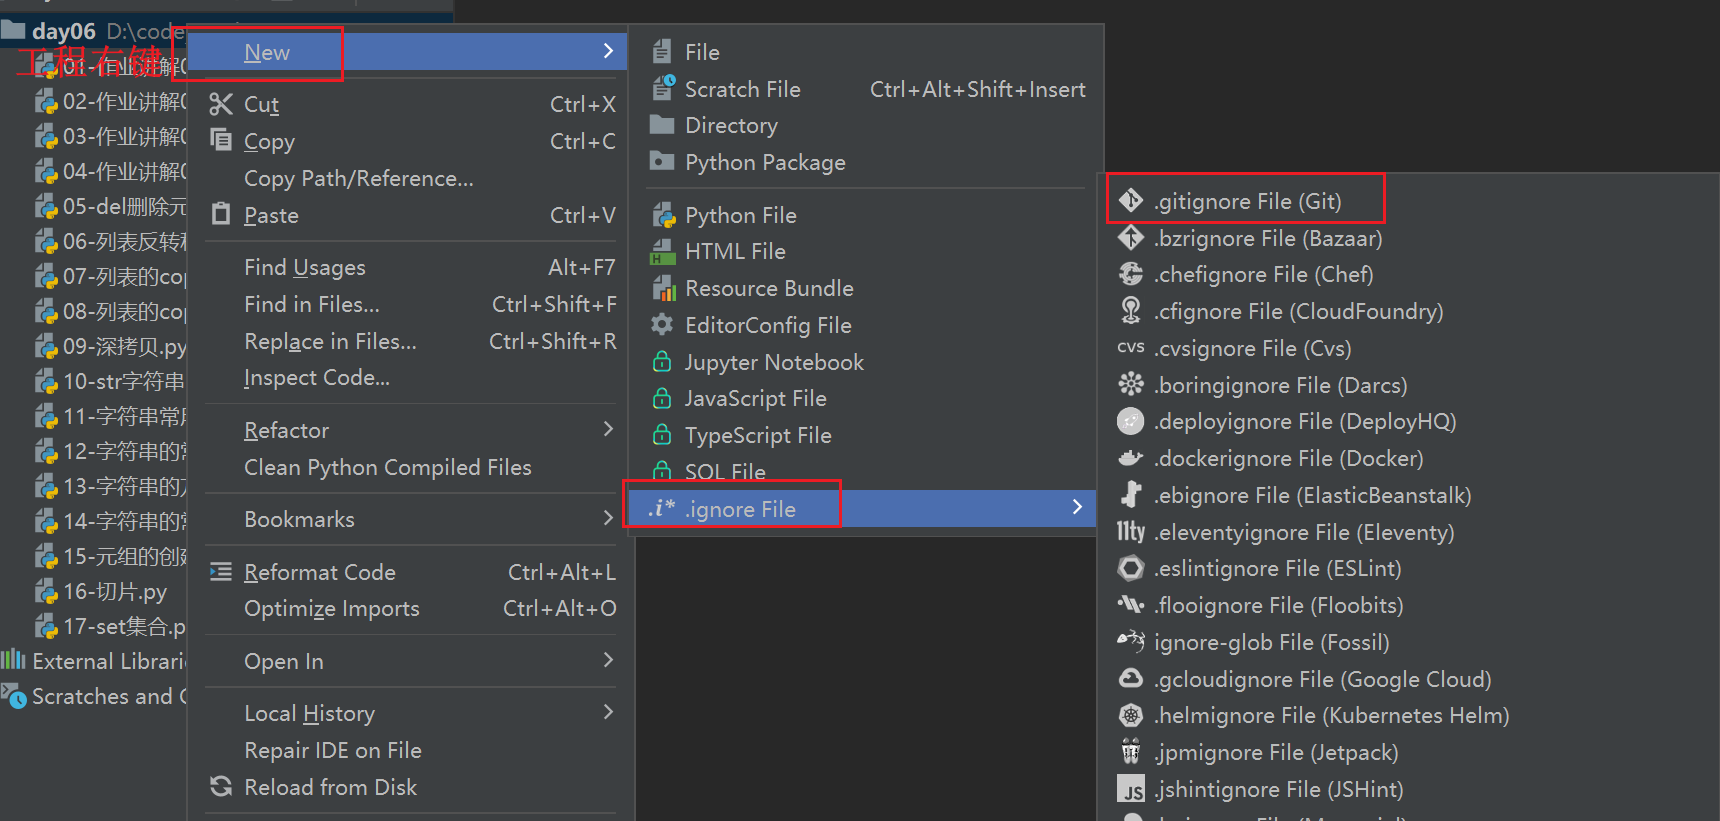 day06 D:\code
工程右键
01-作业讲解0
02-作业讲解0
03-作业讲解0
04-作业讲解0
05-del删除元
06-列表反转和
07-列表的cop
08-列表的cop
09-深拷贝.py
10-str字符串
11-字符串常用
12-字符串的常
13-字符串的方
14-字符串的常
15-元组的创建
16-切片.py
17-set集合.p
External Librari
Scratches and C
New
Cut Ctrl+X
Copy Ctrl+C
Copy Path/Reference...
Paste Ctrl+V
Find Usages Alt+F7
Find in Files... Ctrl+Shift+F
Replace in Files... Ctrl+Shift+R
Inspect Code...
Refactor
Clean Python Compiled Files
Bookmarks
Reformat Code Ctrl+Alt+L
Optimize Imports Ctrl+Alt+O
Open In
Local History
Repair IDE on File
Reload from Disk
File
Scratch File Ctrl+Alt+Shift+Insert
Directory
Python Package
Python File
HTML File
Resource Bundle
EditorConfig File
Jupyter Notebook
JavaScript File
TypeScript File
SQL File
.i* .ignore File
.gitignore File (Git)
.bzrignore File (Bazaar)
.chefignore File (Chef)
.cfignore File (CloudFoundry)
CVS .cvsignore File (Cvs)
.boringignore File (Darcs)
.deployignore File (DeployHQ)
.dockerignore File (Docker)
.ebignore File (ElasticBeanstalk)
11ty .eleventyignore File (Eleventy)
.eslintignore File (ESLint)
.flooignore File (Floobits)
ignore-glob File (Fossil)
.gcloudignore File (Google Cloud)
.helmignore File (Kubernetes Helm)
.jpmignore File (Jetpack)
JS .jshintignore File (JSHint)